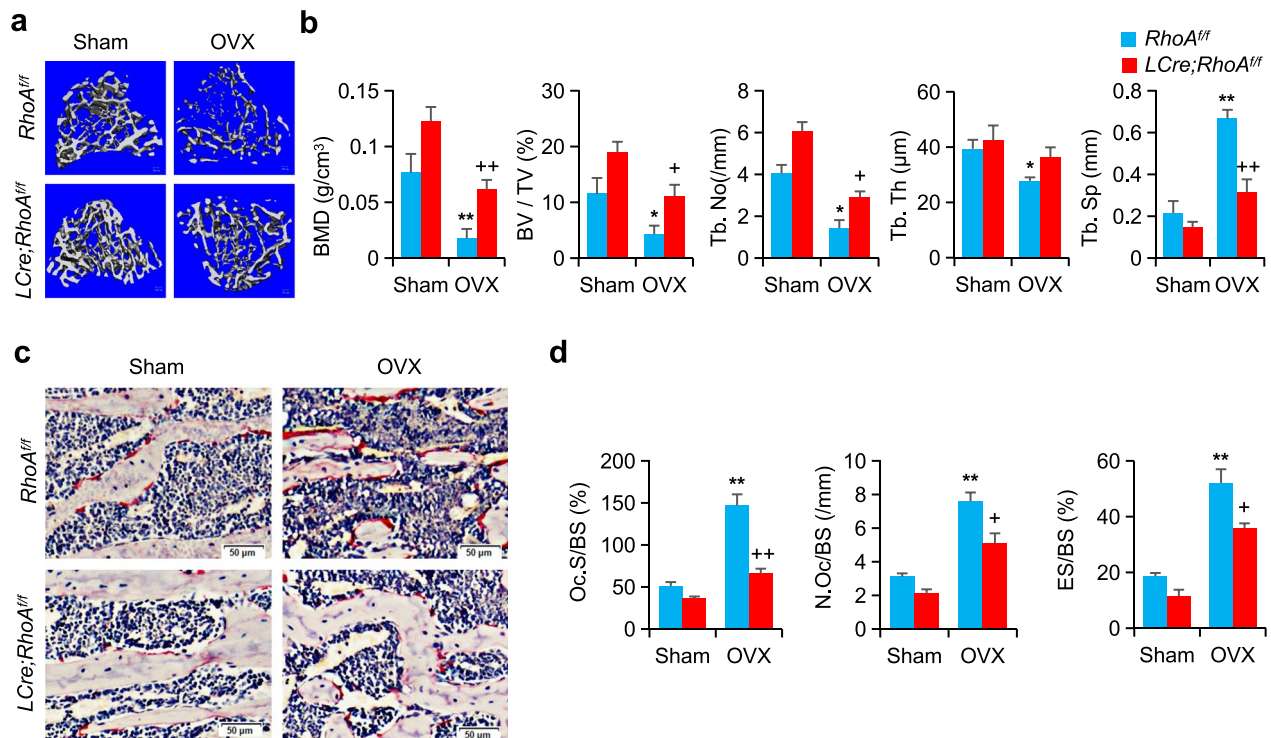 a
Sham OVX
RhoAf/f
LCre;RhoAf/f
b
RhoAf/f
LCre;RhoAf/f
BMD (g/cm³)
0.15
0.1
0.05
0
**
++
Sham OVX
BV / TV (%)
30
20
10
0
*
+
Sham OVX
Tb. No(/mm)
8
6
4
2
0
*
+
Sham OVX
Tb. Th (µm)
60
40
20
0
*
Sham OVX
Tb. Sp (mm)
0.8
0.6
0.4
0.2
0
**
++
Sham OVX
c
Sham OVX
RhoAf/f
50 µm
50 µm
LCre;RhoAf/f
50 µm
50 µm
d
Oc.S/BS (%)
200
150
100
50
0
**
++
Sham OVX
N.Oc/BS (/mm)
10
8
6
4
2
0
**
+
Sham OVX
ES/BS (%)
60
40
20
0
**
+
Sham OVX